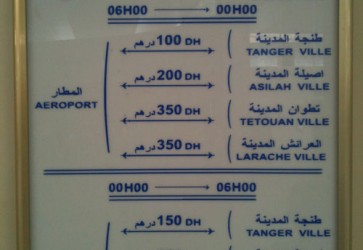 06H00 00H00
100 DH درهم طنجة المدينة
TANGER VILLE
200 DH درهم اصيلة المدينة
ASILAH VILLE
المطار
AEROPORT
350 DH درهم تطوان المدينة
TETOUAN VILLE
350 DH درهم العرائش المدينة
LARACHE VILLE
00H00 06H00
150 DH درهم طنجة المدينة
TANGER VILLE